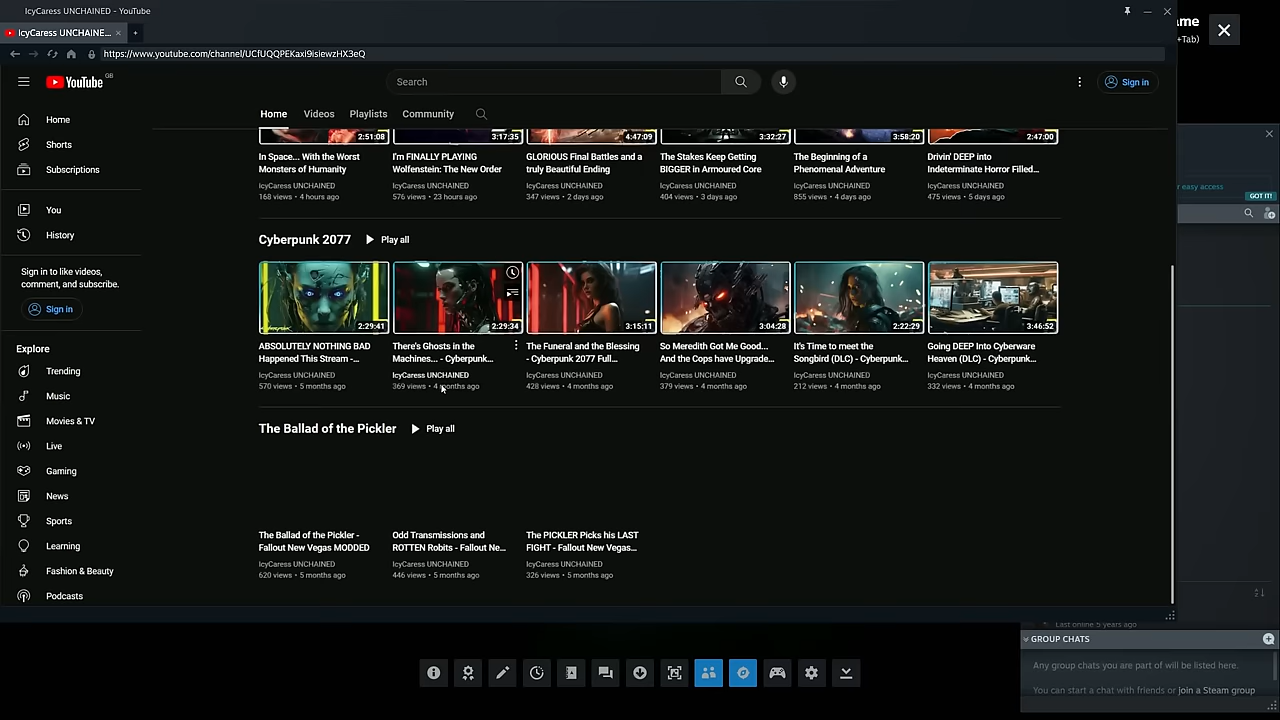 IcyCaress UNCHAINED - YouTube
ame
IcyCaress UNCHAINE...
+Tab)
https://www.youtube.com/channel/UCfUQQPEKaxI9isiewzHX3eQ
YouTube GB
Search
Sign in
Home Videos Playlists Community
Home
Shorts
Subscriptions
You
History
Sign in to like videos,
comment, and subscribe.
Sign in
Explore
Trending
Music
Movies & TV
Live
Gaming
News
Sports
Learning
Fashion & Beauty
Podcasts
2:51:08 3:17:35 4:47:09 3:32:27 3:58:20 2:47:00
In Space... With the Worst
Monsters of Humanity
IcyCaress UNCHAINED
168 views • 4 hours ago
I'm FINALLY PLAYING
Wolfenstein: The New Order
IcyCaress UNCHAINED
576 views • 23 hours ago
GLORIOUS Final Battles and a
truly Beautiful Ending
IcyCaress UNCHAINED
347 views • 2 days ago
The Stakes Keep Getting
BIGGER in Armoured Core
IcyCaress UNCHAINED
404 views • 3 days ago
The Beginning of a
Phenomenal Adventure
IcyCaress UNCHAINED
855 views • 4 days ago
Drivin' DEEP into
Indeterminate Horror Filled...
IcyCaress UNCHAINED
475 views • 5 days ago
Cyberpunk 2077 Play all
2:29:41 2:29:34 3:15:11 3:04:28 2:22:29 3:46:52
ABSOLUTELY NOTHING BAD
Happened This Stream -...
IcyCaress UNCHAINED
570 views • 5 months ago
There's Ghosts in the
Machines... - Cyberpunk...
IcyCaress UNCHAINED
369 views • 4 months ago
The Funeral and the Blessing
- Cyberpunk 2077 Full...
IcyCaress UNCHAINED
428 views • 4 months ago
So Meredith Got Me Good...
And the Cops have Upgrade...
IcyCaress UNCHAINED
379 views • 4 months ago
It's Time to meet the
Songbird (DLC) - Cyberpunk...
IcyCaress UNCHAINED
212 views • 4 months ago
Going DEEP Into Cyberware
Heaven (DLC) - Cyberpunk...
IcyCaress UNCHAINED
332 views • 4 months ago
The Ballad of the Pickler Play all
The Ballad of the Pickler -
Fallout New Vegas MODDED
IcyCaress UNCHAINED
620 views • 5 months ago
Odd Transmissions and
ROTTEN Robits - Fallout Ne...
IcyCaress UNCHAINED
446 views • 5 months ago
The PICKLER Picks his LAST
FIGHT - Fallout New Vegas...
IcyCaress UNCHAINED
326 views • 5 months ago
r easy access
GOT IT!
Last online 5 years ago
GROUP CHATS
Any group chats you are part of will be listed here.
You can start a chat with friends or join a Steam group